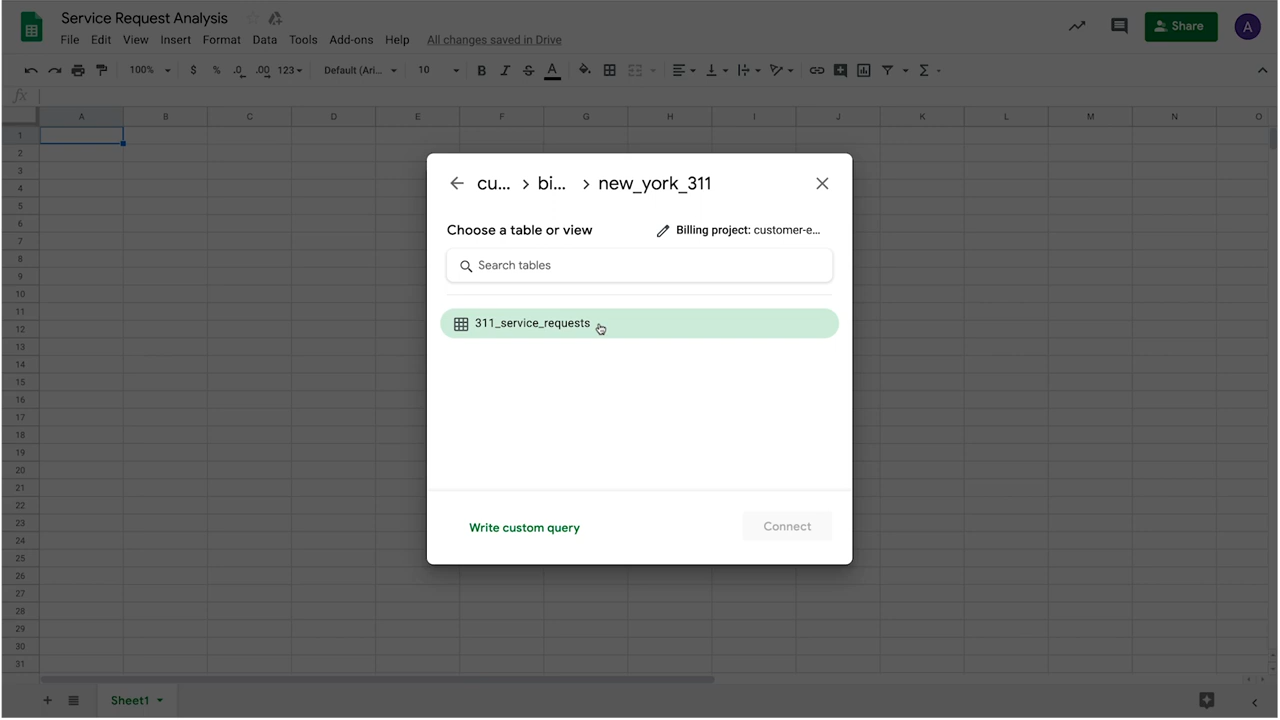 Service Request Analysis
File Edit View Insert Format Data Tools Add-ons Help All changes saved in Drive
Share A
100% $ % .0 .00 123 Default (Ari... 10 B I S A Σ
fx
A B C D E F G H I J K L M N O
1
2
3
4
5
6
7
8
9
10
11
12
13
14
15
16
17
18
19
20
21
22
23
24
25
26
27
28
29
30
31
cu... > bi... > new_york_311
Choose a table or view
Billing project: customer-e...
Search tables
311_service_requests
Write custom query
Connect
Sheet1